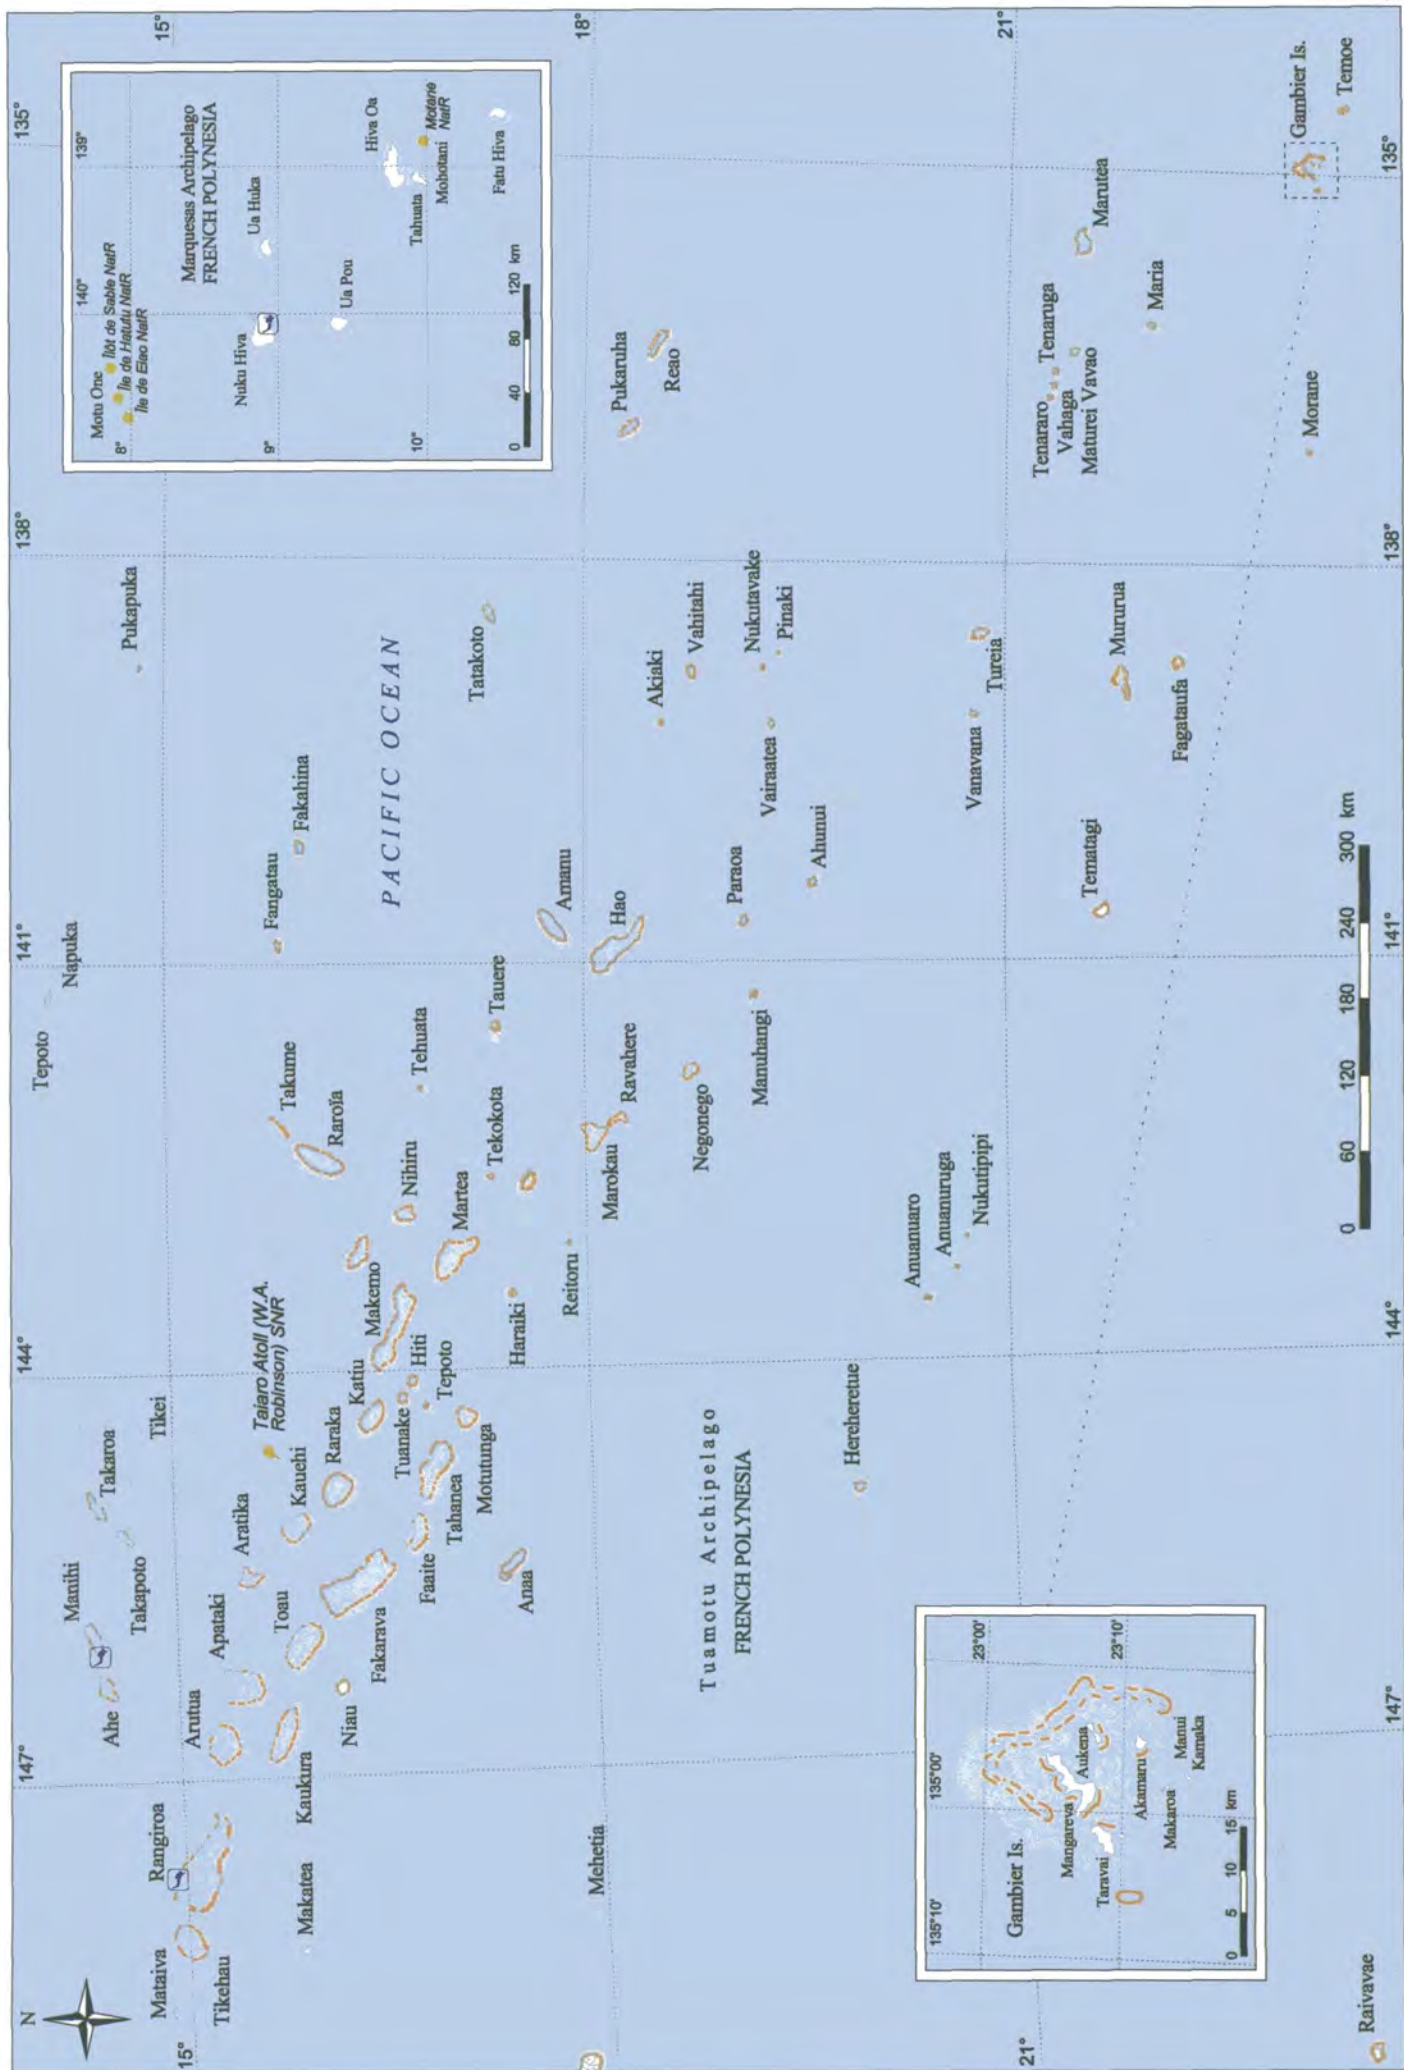 N
147°
144°
141°
138°
135°
15°
15°
18°
21°
21°
147°
144°
141°
138°
135°
Tepoto
Napuka
Pukapuka
Manihi
Ahe
Takaroa
Takapoto
Tikei
Mataiva
Tikehau
Rangiroa
Arutua
Apataki
Aratika
Taiaro Atoll (W.A.
Robinson) SNR
Kauehi
Toau
Kaukura
Makatea
Niau
Fakarava
Raraka
Katiu
Makemo
Takume
Raroïa
Fangatau
Fakahina
Faaite
Tahanea
Tuanake
Hiti
Tepoto
Motutunga
Anaa
Haraiki
Martea
Nihiru
Tehuata
Tekokota
Tauere
Tatakoto
PACIFIC OCEAN
Amanu
Hao
Mehetia
Reitoru
Marokau
Ravahere
Negonego
Manuhangi
Paraoa
Ahunui
Akiaki
Vahitahi
Nukutavake
Pinaki
Vairaatea
Pukaruha
Reao
Tuamotu Archipelago
FRENCH POLYNESIA
Hereheretue
Anuanuaro
Anuanuruga
Nukutipipi
Vanavana
Tureia
Tematagi
Mururua
Fagataufa
Tenararo
Vahaga
Tenaruga
Maturei Vavao
Marutea
Maria
Morane
Gambier Is.
Temoe
Raivavae
0 60 120 180 240 300 km
Marquesas Archipelago
FRENCH POLYNESIA
140°
139°
8°
9°
10°
Motu One
Îlôt de Sable NatR
Île de Hatutu NatR
Île de Eiao NatR
Nuku Hiva
Ua Huka
Ua Pou
Hiva Oa
Tahuata
Motane
NatR
Mohotani
Fatu Hiva
0 40 80 120 km
135°10'
135°00'
23°00'
23°10'
Gambier Is.
Mangareva
Aukena
Taravai
Akamaru
Makaroa
Manui
Kamaka
0 5 10 15 km